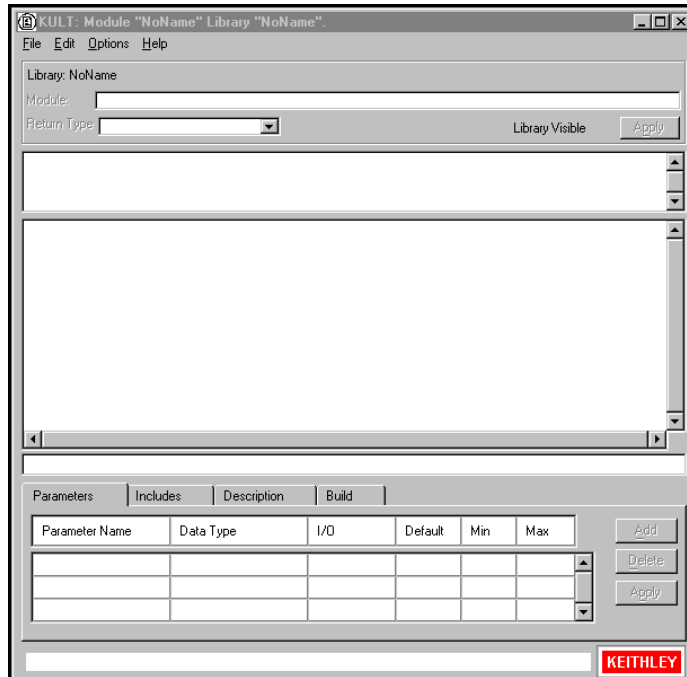 KULT: Module "NoName" Library "NoName".
File Edit Options Help
Library: NoName
Module:
Return Type
Library Visible
Apply
Parameters Includes Description Build
Parameter Name Data Type I/O Default Min Max
Add
Delete
Apply
KEITHLEY